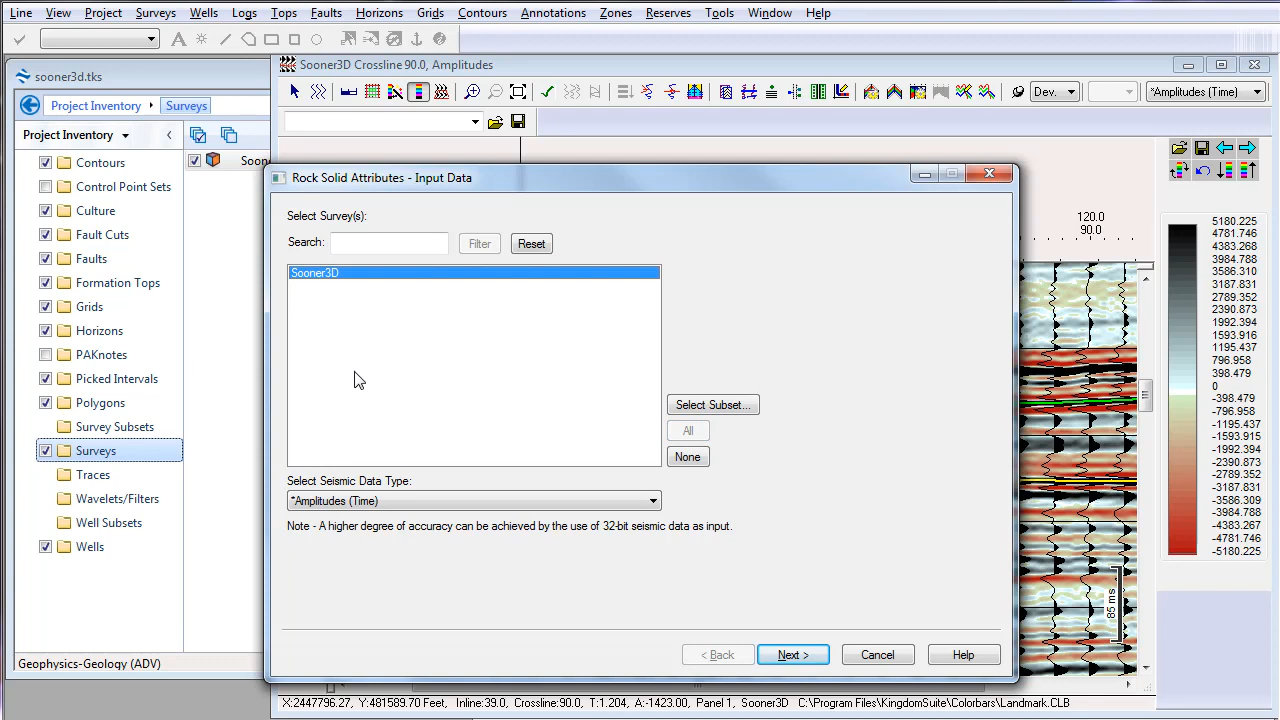 Line View Project Surveys Wells Logs Tops Faults Horizons Grids Contours Annotations Zones Reserves Tools Window Help
sooner3d.tks
Sooner3D Crossline 90.0, Amplitudes
Project Inventory Surveys
Dev.
*Amplitudes (Time)
Project Inventory
Contours
Control Point Sets
Culture
Fault Cuts
Faults
Formation Tops
Grids
Horizons
PAKnotes
Picked Intervals
Polygons
Survey Subsets
Surveys
Traces
Wavelets/Filters
Well Subsets
Wells
Geophysics-Geology (ADV)
Soon
Rock Solid Attributes - Input Data
Select Survey(s):
Search:
Filter
Reset
Sooner3D
Select Subset...
All
None
Select Seismic Data Type:
*Amplitudes (Time)
Note - A higher degree of accuracy can be achieved by the use of 32-bit seismic data as input.
< Back
Next >
Cancel
Help
120.0
90.0
85 ms
5180.225
4781.746
4383.268
3984.788
3586.310
3187.831
2789.352
2390.873
1992.394
1593.916
1195.437
796.958
398.479
0
-398.479
-796.958
-1195.437
-1593.915
-1992.394
-2390.874
-2789.352
-3187.831
-3586.309
-3984.788
-4383.267
-4781.746
-5180.225
X:2447796.27, Y:481589.70 Feet, Inline:39.0, Crossline:90.0, T:1.204, A:-1423.00, Panel 1, Sooner3D C:\Program Files\KingdomSuite\Colorbars\Landmark.CLB